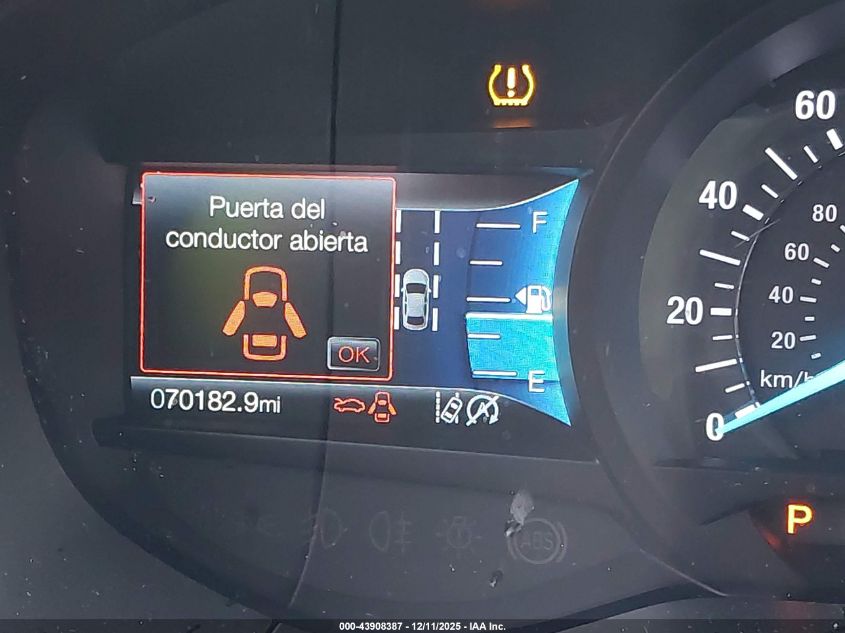 Puerta del
conductor abierta
OK
F
E
070182.9mi
60
40
20
0
80
60
40
20
km/h
P
ABS
000-43908387 - 12/11/2025 - IAA Inc.